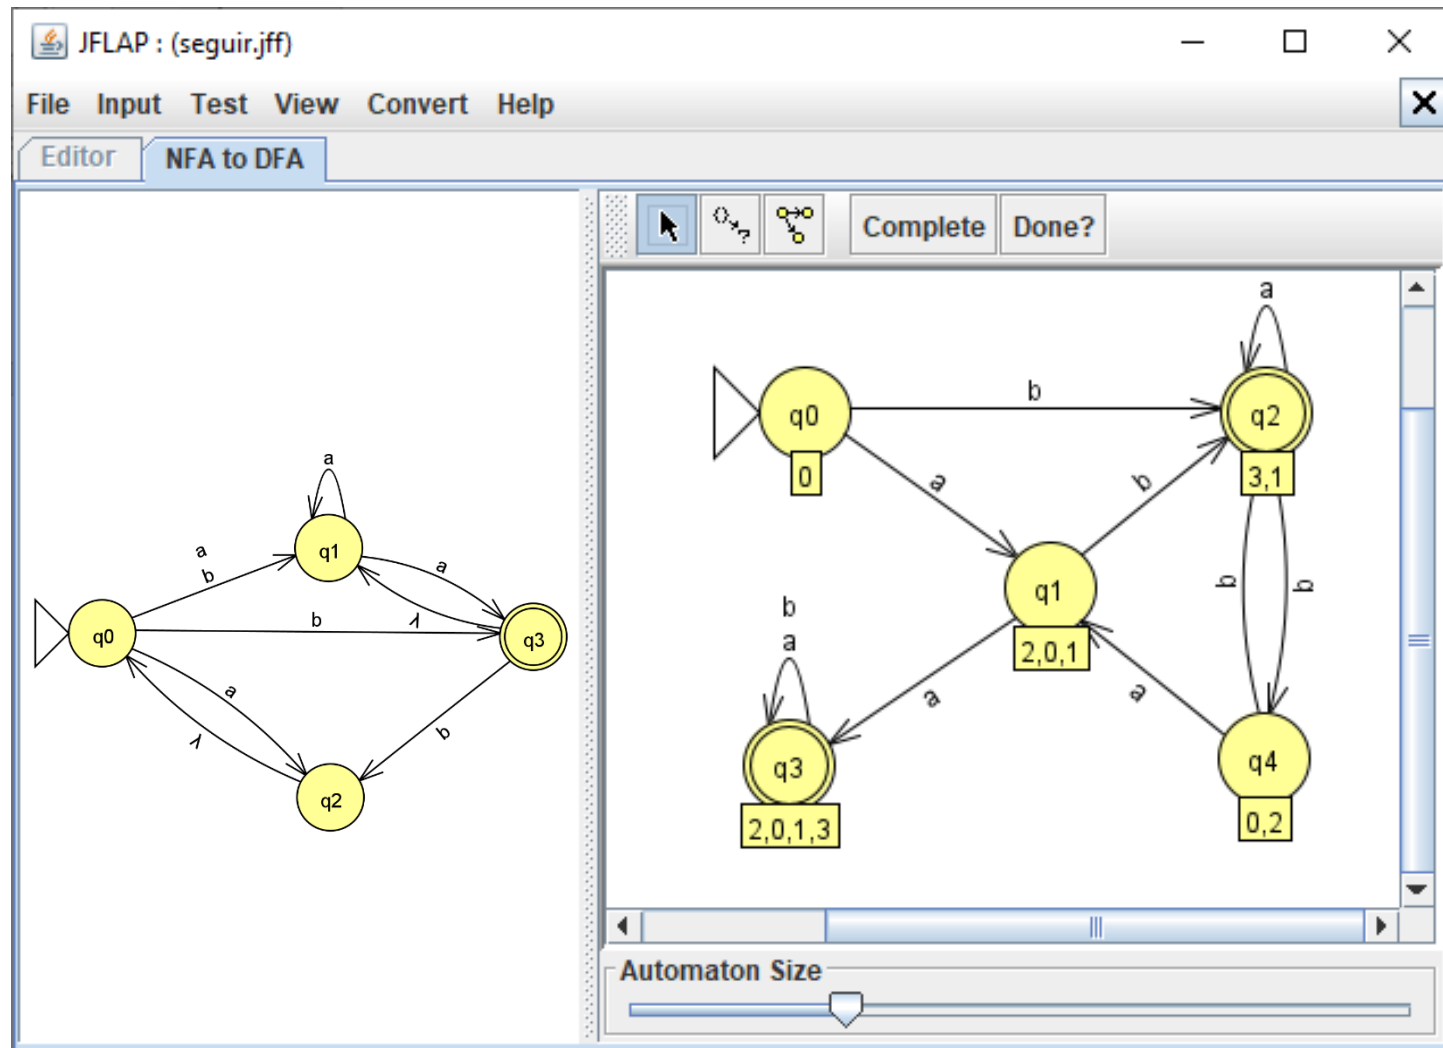 JFLAP : (seguir.jff)
File Input Test View Convert Help
Editor NFA to DFA
a
q1
a
b
a
λ
q0
b
q3
a
λ
b
q2
Complete Done?
a
q0
b
q2
0
3,1
a
b
q1
2,0,1
b
b
b
a
a
a
q3
2,0,1,3
q4
0,2
Automaton Size